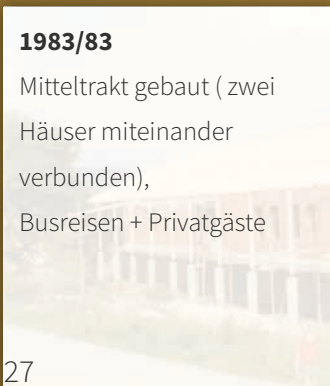 1983/83
Mitteltrakt gebaut ( zwei
Häuser miteinander
verbunden),
Busreisen + Privatgäste
27